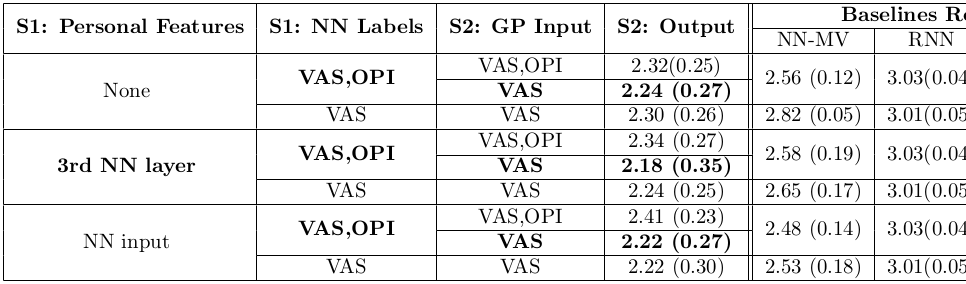 S1: Personal Features S1: NN Labels S2: GP Input S2: Output Baselines
NN-MV RNN
None VAS,OPI VAS,OPI 2.32(0.25) 2.56 (0.12) 3.03(0.04
VAS 2.24 (0.27)
VAS VAS 2.30 (0.26) 2.82 (0.05) 3.01(0.05
3rd NN layer VAS,OPI VAS,OPI 2.34 (0.27) 2.58 (0.19) 3.03(0.04
VAS 2.18 (0.35)
VAS VAS 2.24 (0.25) 2.65 (0.17) 3.01(0.05
NN input VAS,OPI VAS,OPI 2.41 (0.23) 2.48 (0.14) 3.03(0.04
VAS 2.22 (0.27)
VAS VAS 2.22 (0.30) 2.53 (0.18) 3.01(0.05